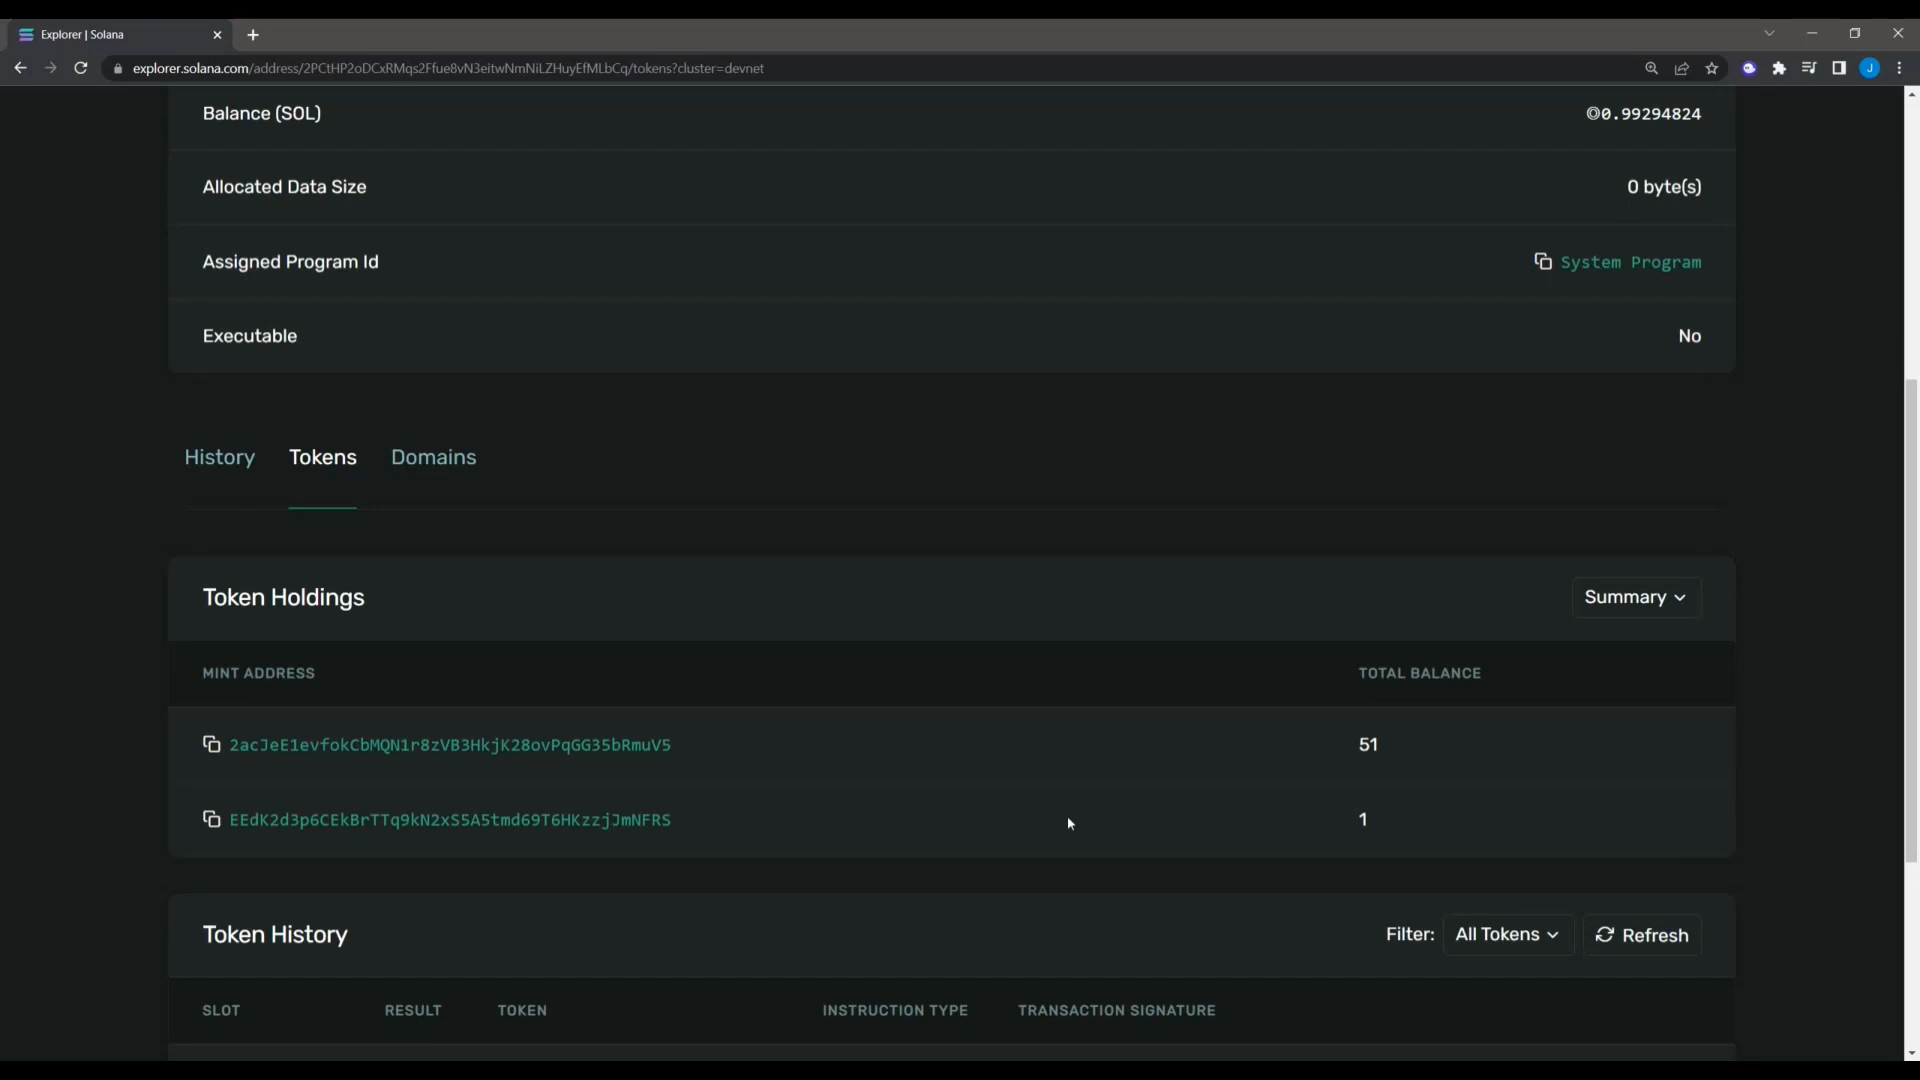 Explorer | Solana
explorer.solana.com/address/2PCtHP2oDCxRMqs2Ffue8vN3eitwNmNiLZHuyEfMLbCq/tokens?cluster=devnet
J
Balance (SOL)
◎0.99294824
Allocated Data Size
0 byte(s)
Assigned Program Id
System Program
Executable
No
History
Tokens
Domains
Token Holdings
Summary
MINT ADDRESS
TOTAL BALANCE
2acJeE1evfokCbMQN1r8zVB3HkjK28ovPqGG35bRmuV5
51
EEdK2d3p6CEkBrTTq9kN2xS5A5tmd69T6HKzzjJmNFRS
1
Token History
Filter:
All Tokens
Refresh
SLOT
RESULT
TOKEN
INSTRUCTION TYPE
TRANSACTION SIGNATURE